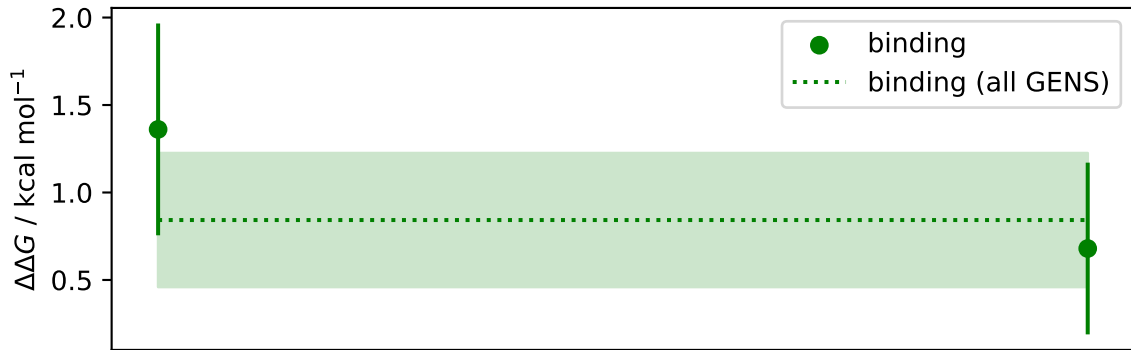 2.0
1.5
1.0
0.5
ΔΔG / kcal mol⁻¹
binding
binding (all GENS)